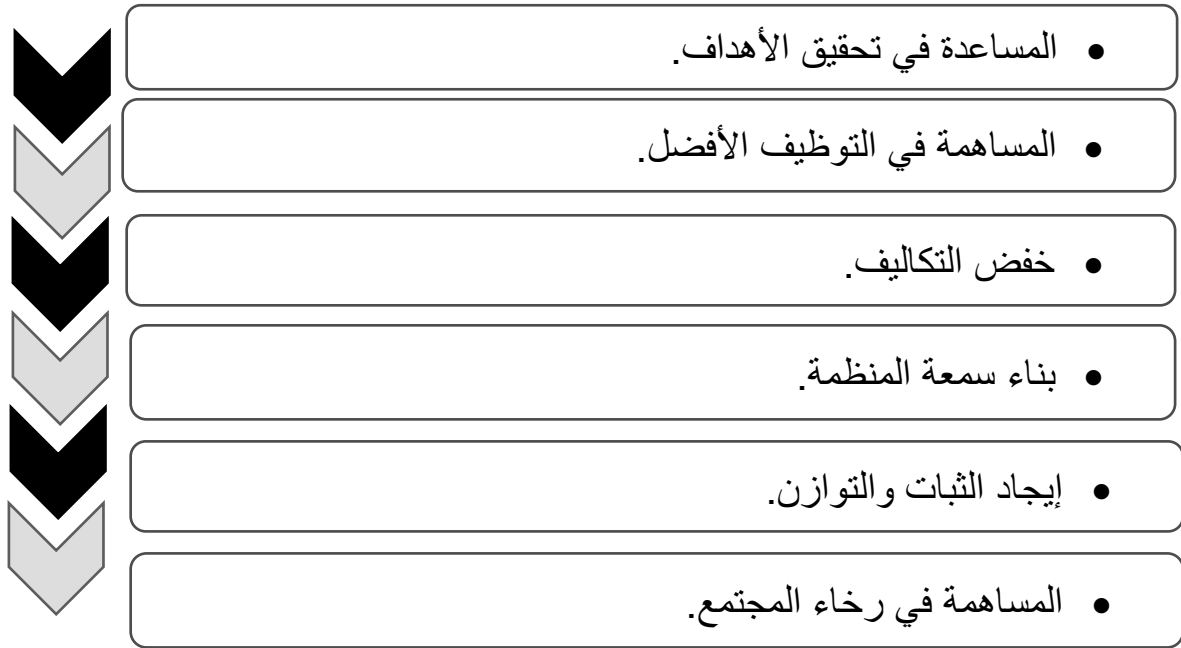 • المساعدة في تحقيق الأهداف.
• المساهمة في التوظيف الأفضل.
• خفض التكاليف.
• بناء سمعة المنظمة.
• إيجاد الثبات والتوازن.
• المساهمة في رخاء المجتمع.